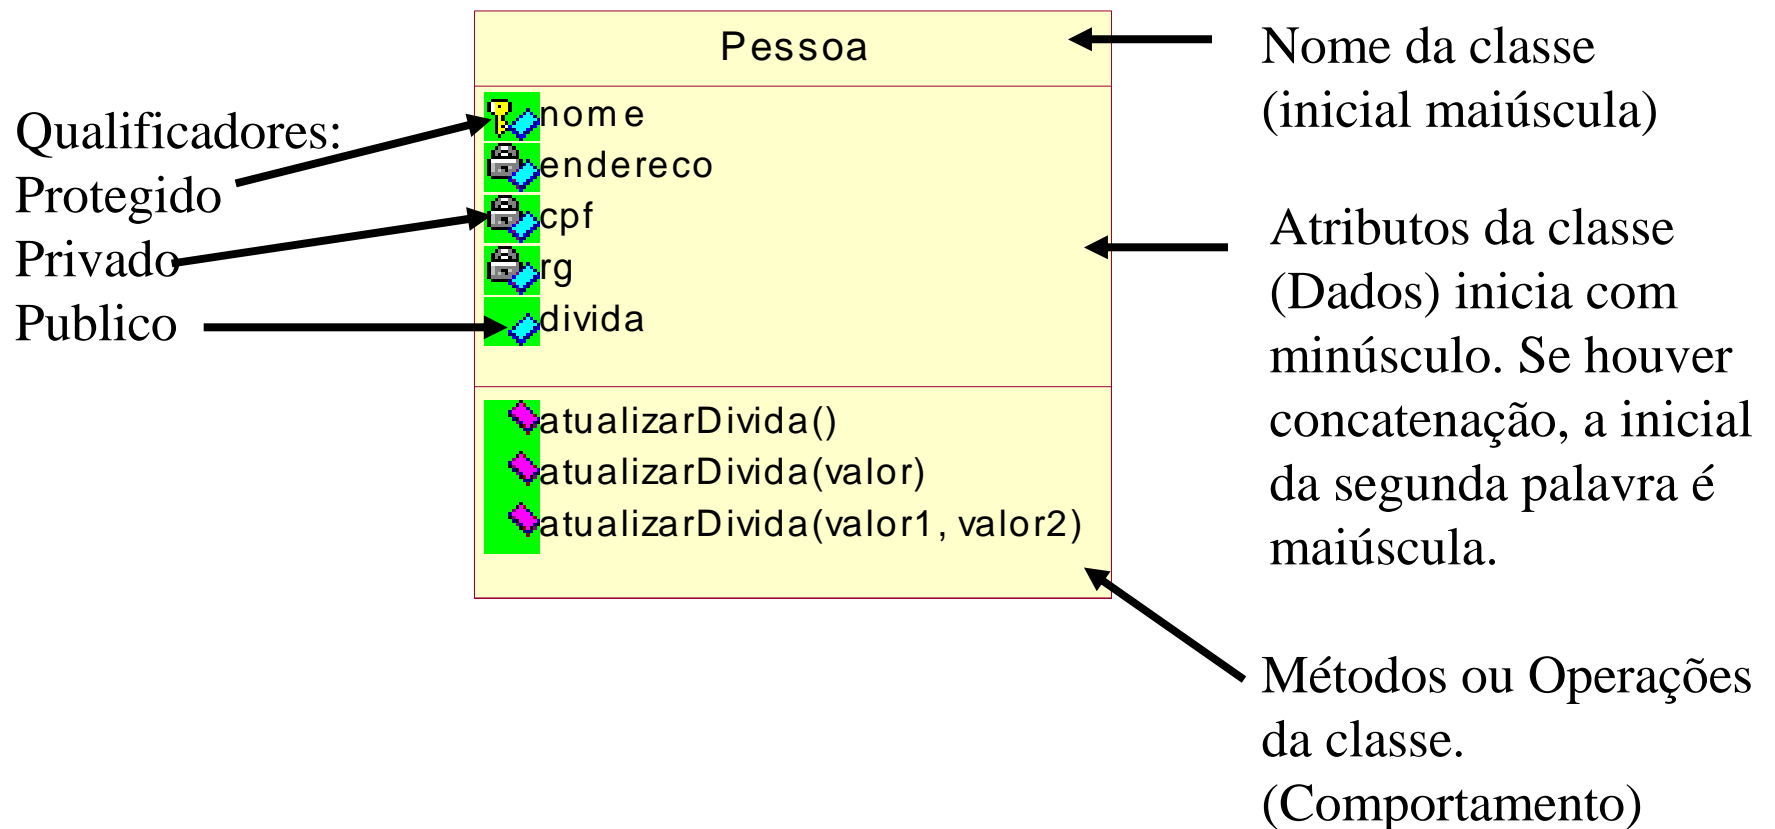 Pessoa
nome
endereco
cpf
rg
divida
atualizarDivida()
atualizarDivida(valor)
atualizarDivida(valor1, valor2)
Qualificadores:
Protegido
Privado
Publico
Nome da classe
(inicial maiúscula)
Atributos da classe
(Dados) inicia com
minúsculo. Se houver
concatenação, a inicial
da segunda palavra é
maiúscula.
Métodos ou Operações
da classe.
(Comportamento)